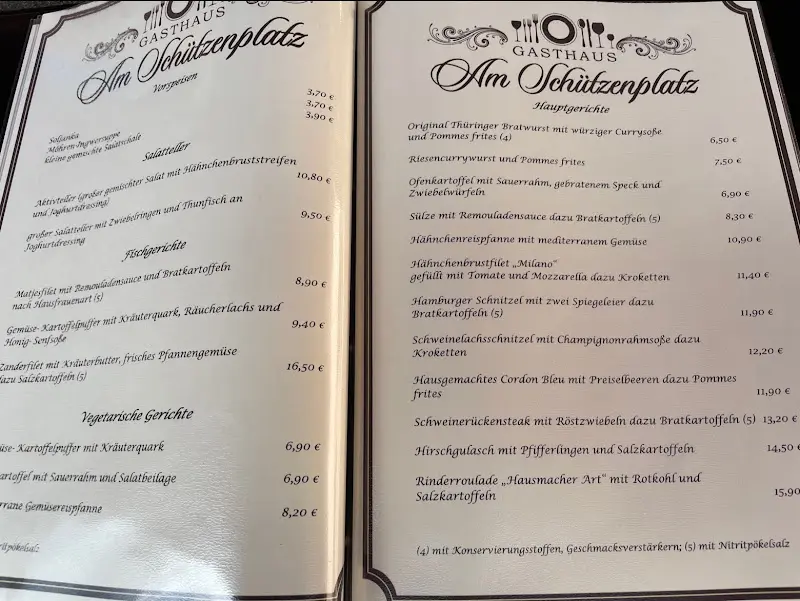 GASTHAUS
Am Schützenplatz
Vorspeisen
Soljanka 3,70 €
Möhren-Ingwersuppe 3,70 €
kleine gemischte Salatschale 3,90 €
Salatteller
Aktivteller (großer gemischter Salat mit Hähnchenbruststreifen
und Joghurtdressing) 10,80 €
großer Salatteller mit Zwiebelringen und Thunfisch an
Joghurtdressing 9,50 €
Fischgerichte
Matjesfilet mit Remouladensauce und Bratkartoffeln
nach Hausfrauenart (5) 8,90 €
Gemüse- Kartoffelpuffer mit Kräuterquark, Räucherlachs und
Honig- Senfsoße 9,40 €
Zanderfilet mit Kräuterbutter, frisches Pfannengemüse
dazu Salzkartoffeln (5) 16,50 €
Vegetarische Gerichte
üse- Kartoffelpuffer mit Kräuterquark 6,90 €
artoffel mit Sauerrahm und Salatbeilage 6,90 €
rrane Gemüsereispfanne 8,20 €
itritpökelsalz
GASTHAUS
Am Schützenplatz
Hauptgerichte
Original Thüringer Bratwurst mit würziger Currysoße
und Pommes frites (4) 6,50 €
Riesencurrywurst und Pommes frites 7,50 €
Ofenkartoffel mit Sauerrahm, gebratenem Speck und
Zwiebelwürfeln 6,90 €
Sülze mit Remouladensauce dazu Bratkartoffeln (5) 8,30 €
Hähnchenreispfanne mit mediterranem Gemüse 10,90 €
Hähnchenbrustfilet „Milano"
gefüllt mit Tomate und Mozzarella dazu Kroketten 11,40 €
Hamburger Schnitzel mit zwei Spiegeleier dazu
Bratkartoffeln (5) 11,90 €
Schweinelachsschnitzel mit Champignonrahmsoße dazu
Kroketten 12,20 €
Hausgemachtes Cordon Bleu mit Preiselbeeren dazu Pommes
frites 11,90 €
Schweinerückensteak mit Röstzwiebeln dazu Bratkartoffeln (5) 13,20 €
Hirschgulasch mit Pfifferlingen und Salzkartoffeln 14,50 €
Rinderroulade „Hausmacher Art" mit Rotkohl und
Salzkartoffeln 15,90
(4) mit Konservierungsstoffen, Geschmacksverstärkern; (5) mit Nitritpökelsalz